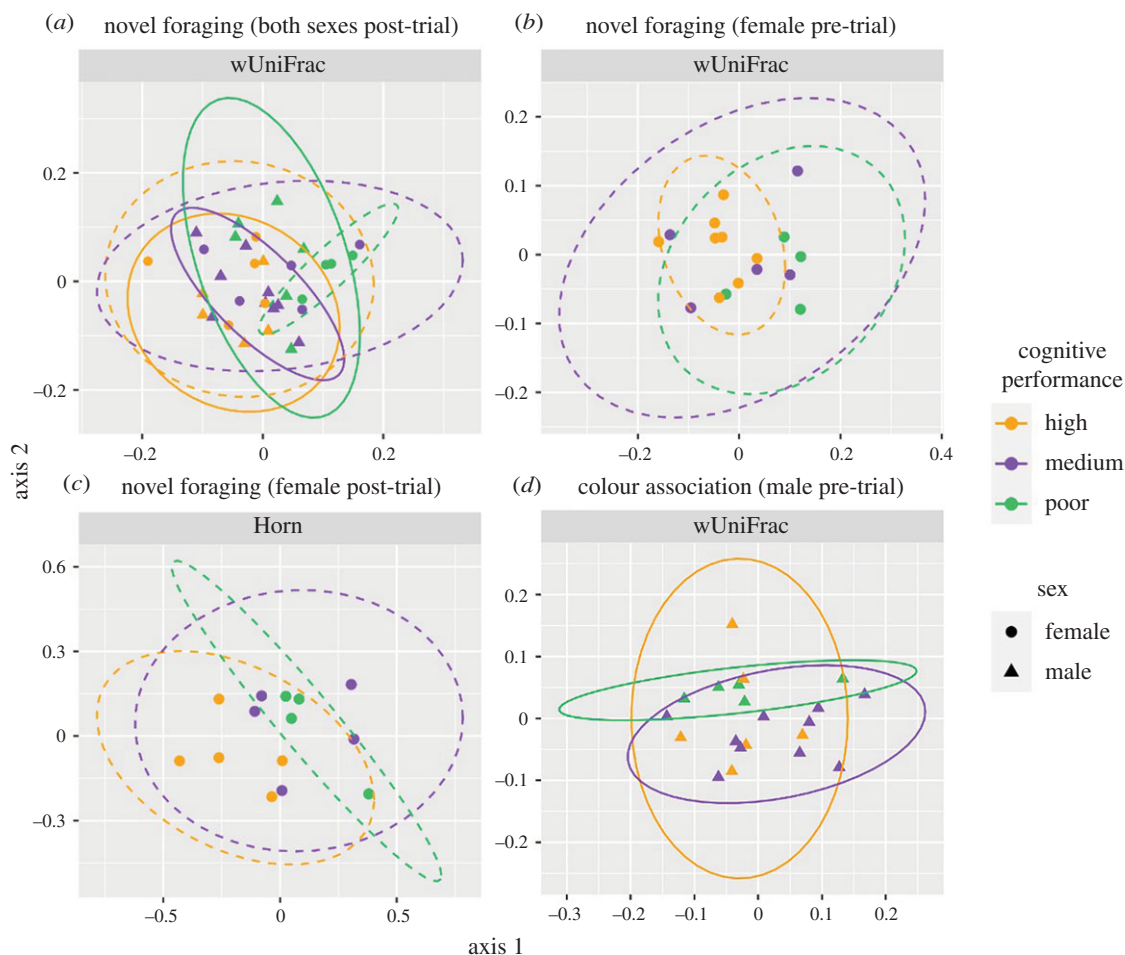 (a) novel foraging (both sexes post-trial)
wUniFrac
0.2
0
–0.2
–0.2 0 0.2
(b) novel foraging (female pre-trial)
wUniFrac
0.2
0.1
0
–0.1
–0.2
–0.2 0 0.2 0.4
axis 2
(c) novel foraging (female post-trial)
Horn
0.6
0.3
0
–0.3
–0.5 0 0.5
(d) colour association (male pre-trial)
wUniFrac
0.2
0.1
0
–0.1
–0.2
–0.3 –0.2 –0.1 0 0.1 0.2
axis 1
cognitive
performance
high
medium
poor
sex
female
male